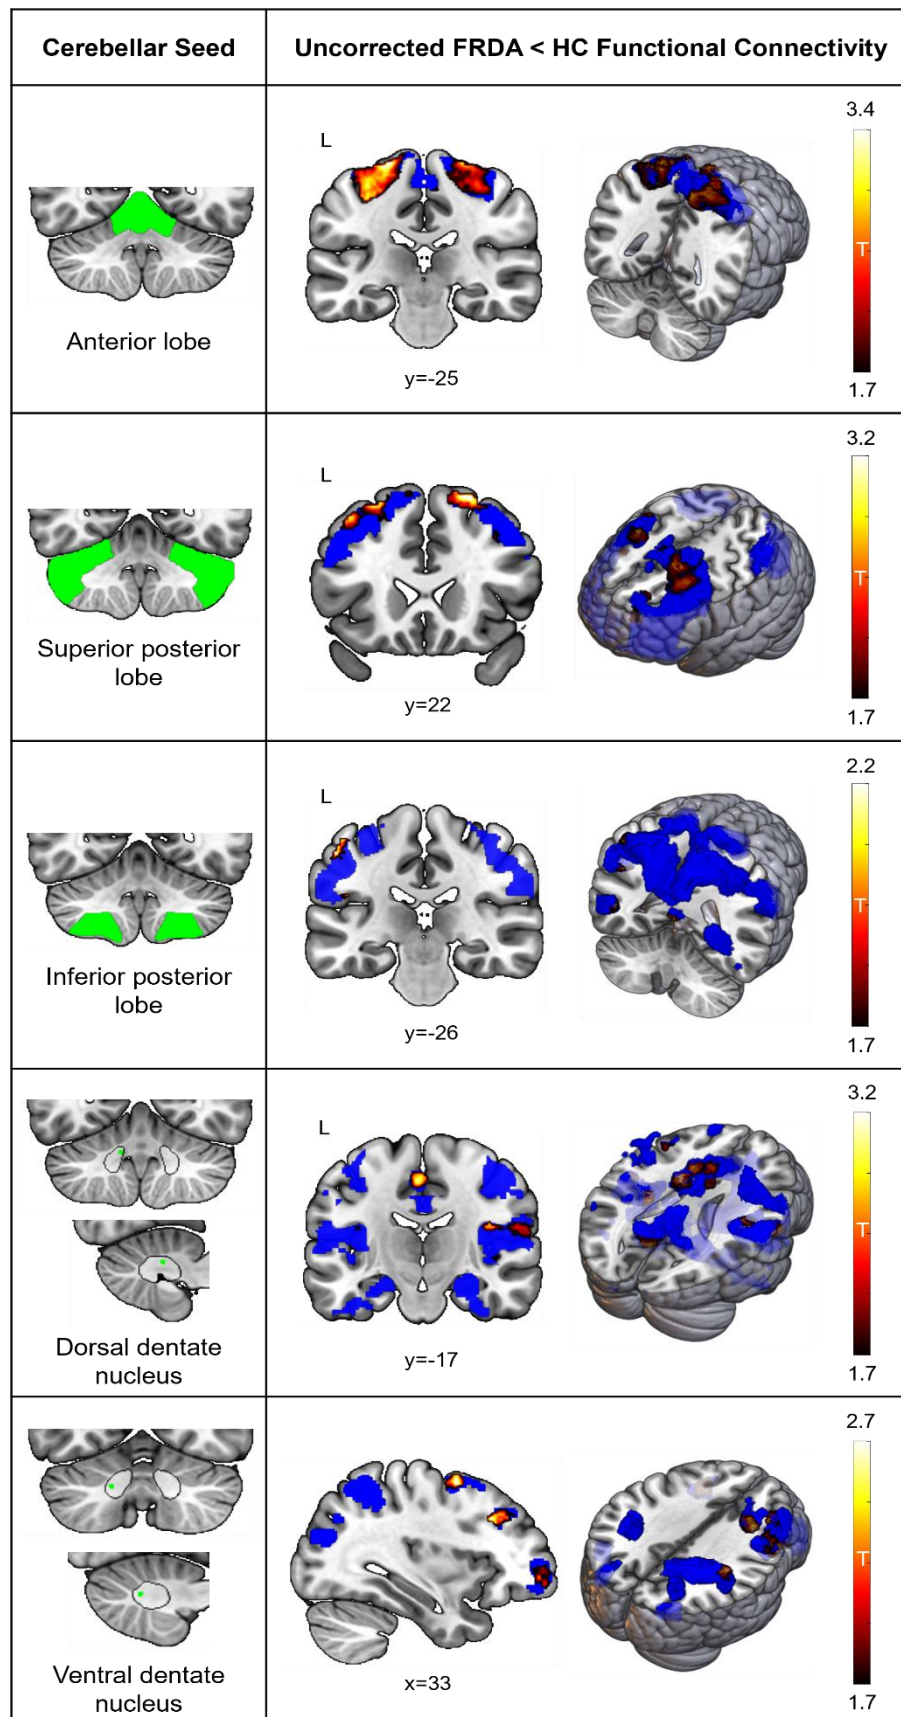 Cerebellar Seed
Uncorrected FRDA < HC Functional Connectivity
L
3.4
T
1.7
Anterior lobe
y=-25
L
3.2
T
1.7
Superior posterior
lobe
y=22
L
2.2
T
1.7
Inferior posterior
lobe
y=-26
L
3.2
T
1.7
Dorsal dentate
nucleus
y=-17
2.7
T
1.7
Ventral dentate
nucleus
x=33